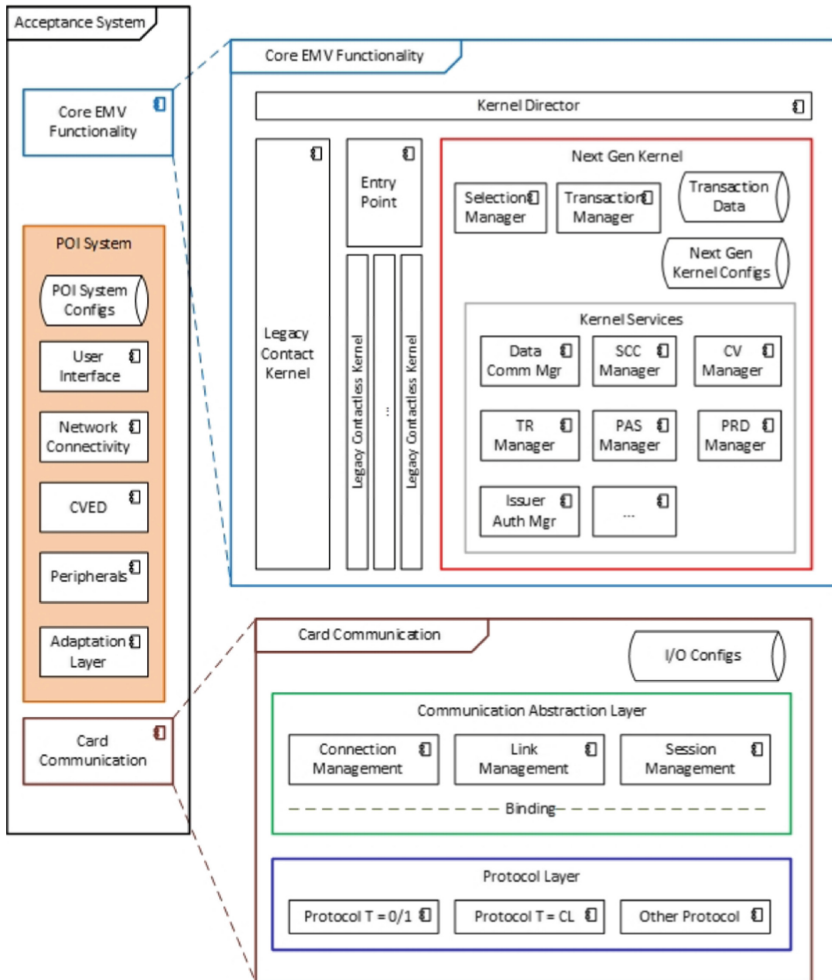 Acceptance System
Core EMV
Functionality
POI System
POI System
Configs
User
Interface
Network
Connectivity
CVED
Peripherals
Adaptation
Layer
Card
Communication
Core EMV Functionality
Kernel Director
Legacy
Contact
Kernel
Entry
Point
Legacy Contactless Kernel
...
Legacy Contactless Kernel
Next Gen Kernel
Selection
Manager
Transaction
Manager
Transaction
Data
Next Gen
Kernel Configs
Kernel Services
Data
Comm Mgr
SCC
Manager
CV
Manager
TR
Manager
PAS
Manager
PRD
Manager
Issuer
Auth Mgr
...
Card Communication
I/O Configs
Communication Abstraction Layer
Connection
Management
Link
Management
Session
Management
Binding
Protocol Layer
Protocol T = 0/1
Protocol T = CL
Other Protocol